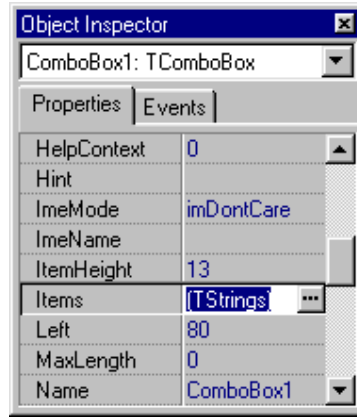 Object Inspector
ComboBox1: TComboBox
Properties Events
HelpContext 0
Hint
ImeMode imDontCare
ImeName
ItemHeight 13
Items (TStrings) ...
Left 80
MaxLength 0
Name ComboBox1